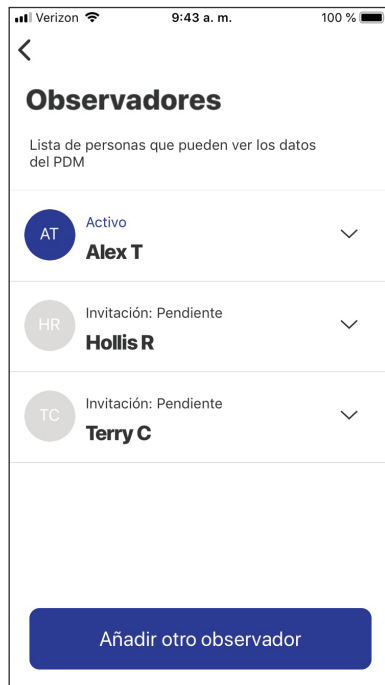 Verizon 9:43 a. m. 100 %
Observadores
Lista de personas que pueden ver los datos
del PDM
AT
Activo
Alex T
HR
Invitación: Pendiente
Hollis R
TC
Invitación: Pendiente
Terry C
Añadir otro observador